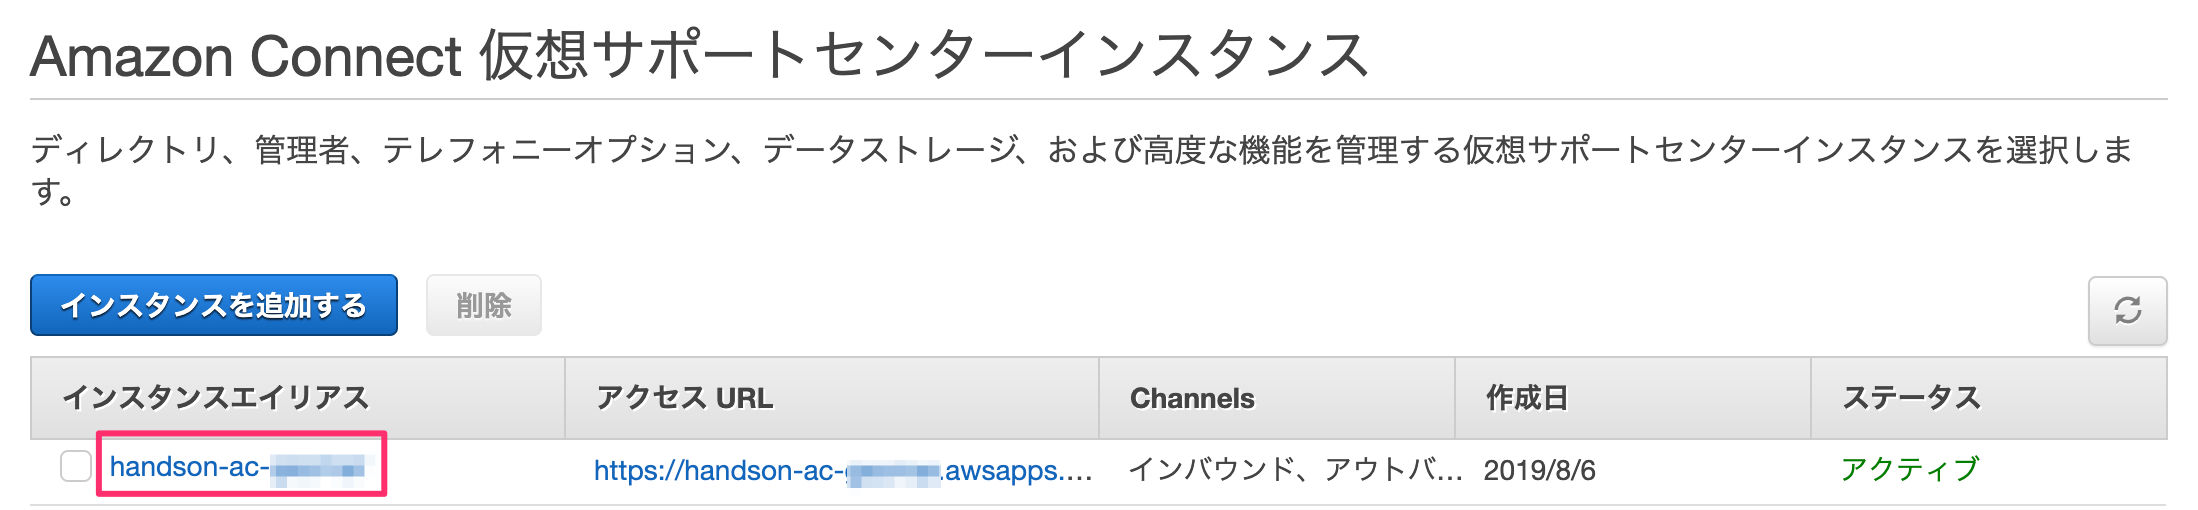 Amazon Connect 仮想サポートセンターインスタンス
ディレクトリ、管理者、テレフォニーオプション、データストレージ、および高度な機能を管理する仮想サポートセンターインスタンスを選択しま
す。
インスタンスを追加する 削除
インスタンスエイリアス アクセス URL Channels 作成日 ステータス
handson-ac- https://handson-ac- .awsapps.... インバウンド、アウトバ... 2019/8/6 アクティブ